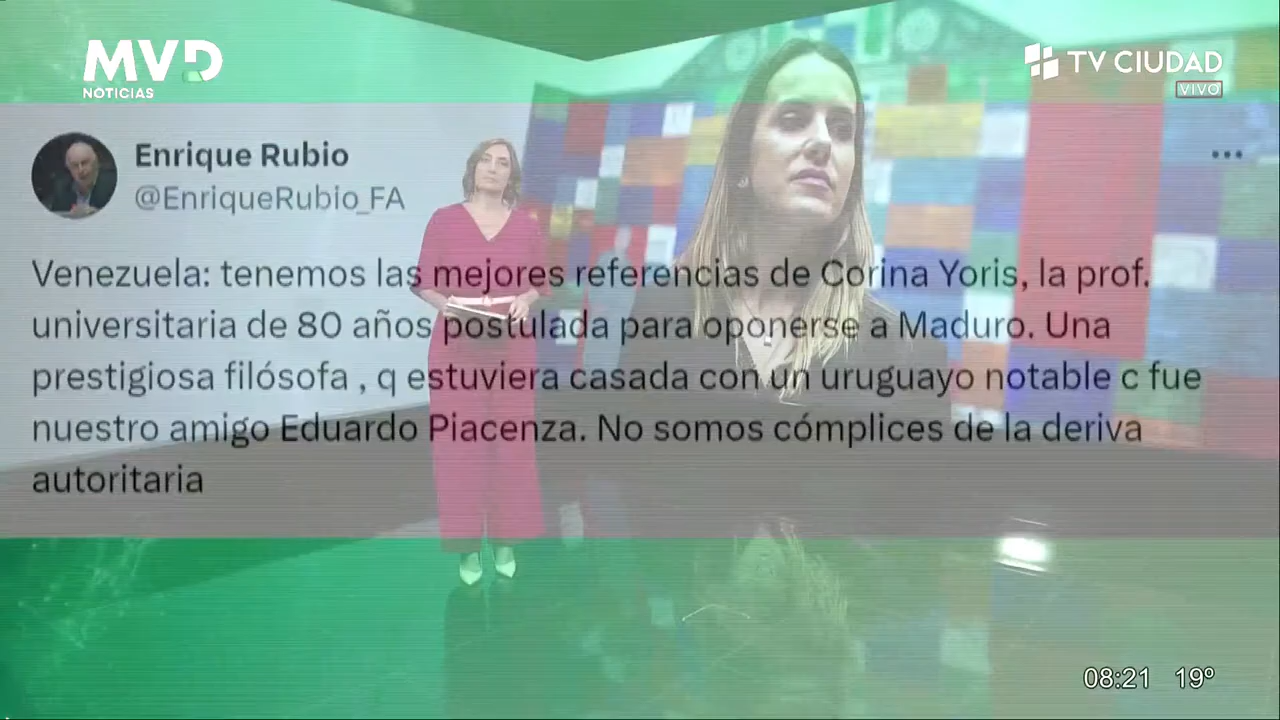 MVD
NOTICIAS
TV CIUDAD
VIVO
Enrique Rubio
@EnriqueRubio_FA
...
Venezuela: tenemos las mejores referencias de Corina Yoris, la prof.
universitaria de 80 años postulada para oponerse a Maduro. Una
prestigiosa filósofa , q estuviera casada con un uruguayo notable c fue
nuestro amigo Eduardo Piacenza. No somos cómplices de la deriva
autoritaria
08:21 19º